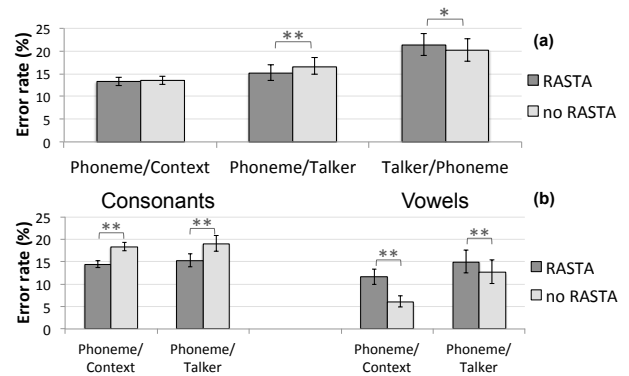 25
20
15
10
5
0
Error rate (%)
** *
(a)
RASTA
no RASTA
Phoneme/Context Phoneme/Talker Talker/Phoneme
Consonants Vowels
(b)
25
20
15
10
5
0
Error rate (%)
** ** ** **
RASTA
no RASTA
Phoneme/ Phoneme/ Phoneme/ Phoneme/
Context Talker Context Talker